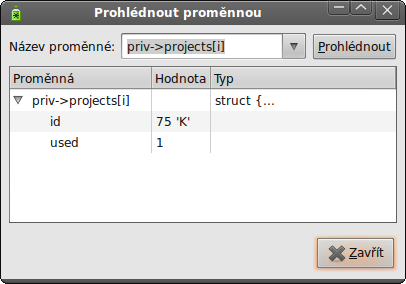 Prohlédnout proměnnou
Název proměnné: priv->projects[i] Prohlédnout
Proměnná Hodnota Typ
priv->projects[i] struct {...
id 75 'K'
used 1
Zavřít